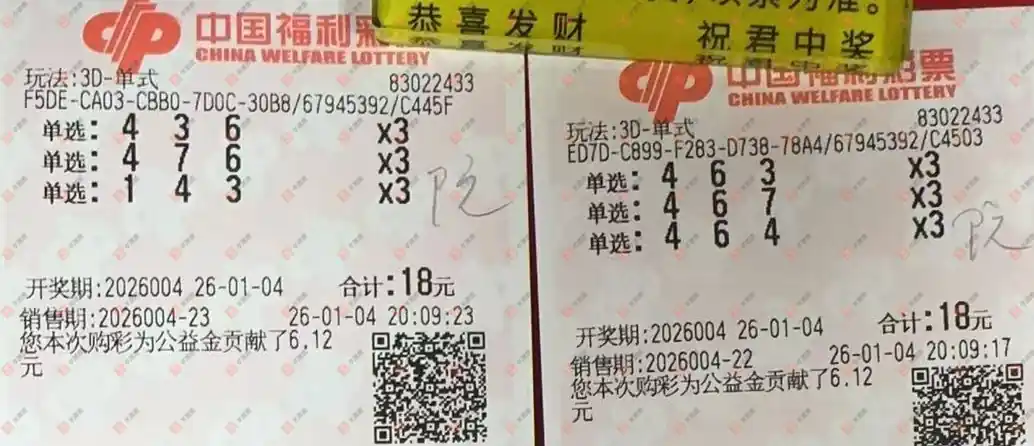 恭喜发财
祝君中奖
中国福利彩
CHINA WELFARE LOTTERY
玩法:3D-单式 83022433
F5DE-CA03-CBB0-7D0C-30B8/67945392/C445F
单选: 4 3 6 x3
单选: 4 7 6 x3
单选: 1 4 3 x3
开奖期:2026004 26-01-04 合计:18元
销售期:2026004-23 26-01-04 20:09:23
您本次购彩为公益金贡献了6.12
元
中国福利彩票
CHINA WELFARE LOTTERY
玩法:3D-单式 83022433
ED7D-C899-F283-D738-78A4/67945392/C4503
单选: 4 6 3 x3
单选: 4 6 7 x3
单选: 4 6 4 x3
开奖期:2026004 26-01-04 合计:18元
销售期:2026004-22 26-01-04 20:09:17
您本次购彩为公益金贡献了6.12
元